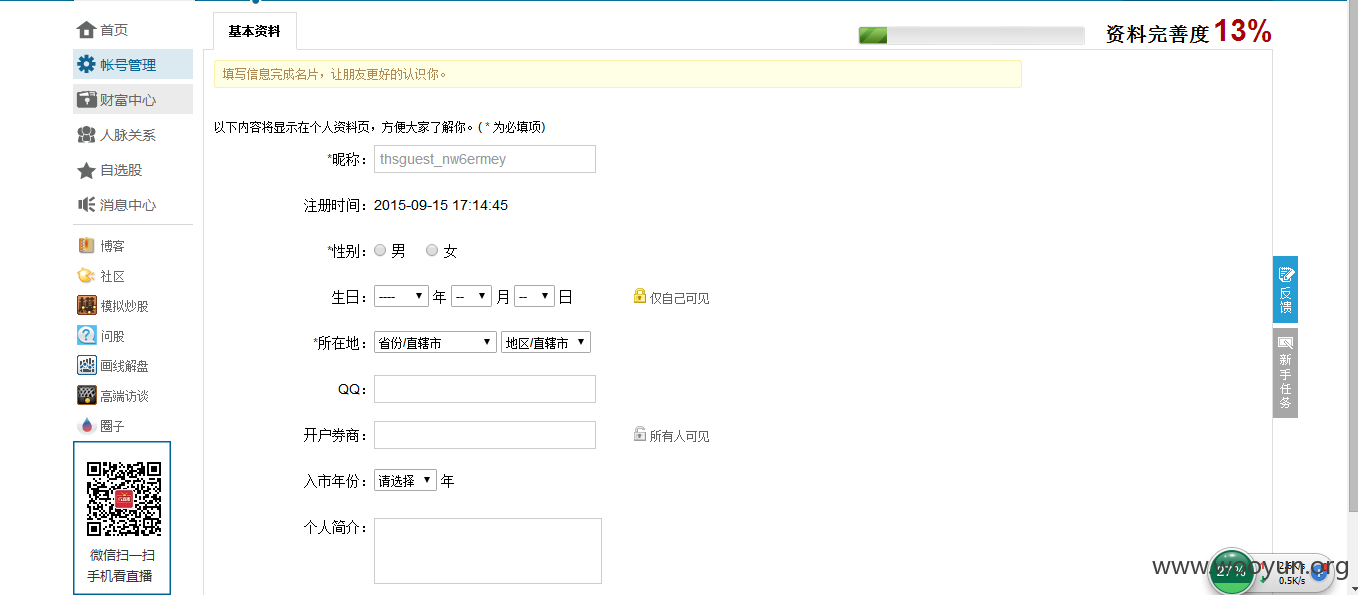 首页
帐号管理
财富中心
人脉关系
自选股
消息中心
博客
社区
模拟炒股
问股
画线解盘
高端访谈
圈子
微信扫一扫
手机看直播
基本资料
资料完善度 13%
填写信息完成名片，让朋友更好的认识你。
以下内容将显示在个人资料页，方便大家了解你。( * 为必填项)
*昵称： thsguest_nw6ermey
注册时间： 2015-09-15 17:14:45
*性别： 男 女
生日： ---- 年 -- 月 -- 日 仅自己可见
*所在地： 省份/直辖市 地区/直辖市
QQ：
开户券商： 所有人可见
入市年份： 请选择 年
个人简介：
反馈
新手任务
www.wooyun.org
27%
0.5K/s